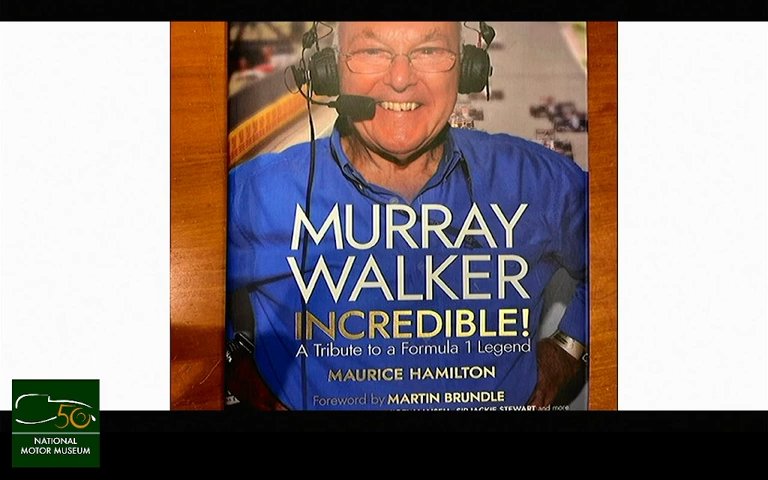 MURRAY
WALKER
INCREDIBLE!
A Tribute to a Formula 1 Legend
MAURICE HAMILTON
Foreword by MARTIN BRUNDLE
SIR JACKIE STEWART and more
50
NATIONAL
MOTOR MUSEUM